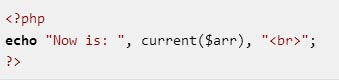 <?php
echo "Now is: ", current($arr), "<br>";
?>